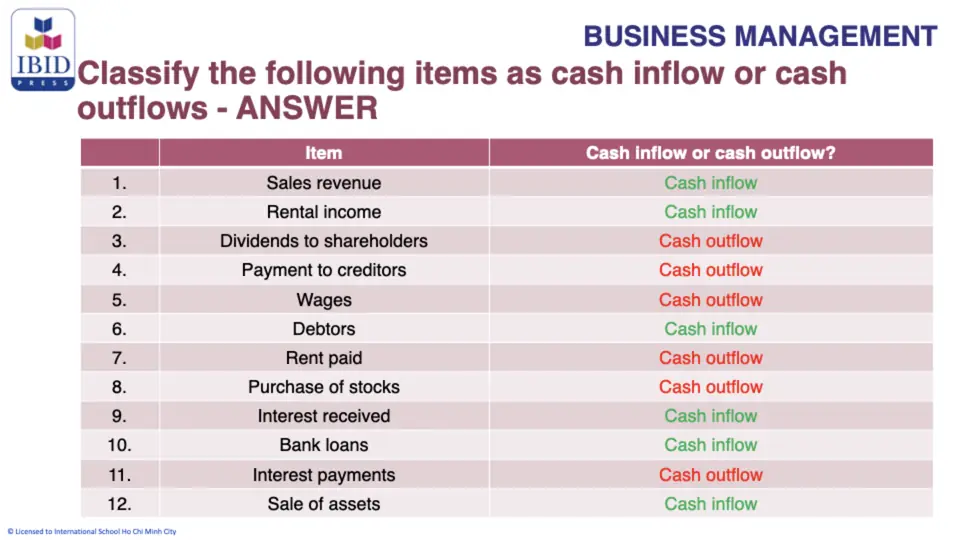 IBID
PRESS
BUSINESS MANAGEMENT
Classify the following items as cash inflow or cash
outflows - ANSWER
Item Cash inflow or cash outflow?
1. Sales revenue Cash inflow
2. Rental income Cash inflow
3. Dividends to shareholders Cash outflow
4. Payment to creditors Cash outflow
5. Wages Cash outflow
6. Debtors Cash inflow
7. Rent paid Cash outflow
8. Purchase of stocks Cash outflow
9. Interest received Cash inflow
10. Bank loans Cash inflow
11. Interest payments Cash outflow
12. Sale of assets Cash inflow
© Licensed to International School Ho Chi Minh City